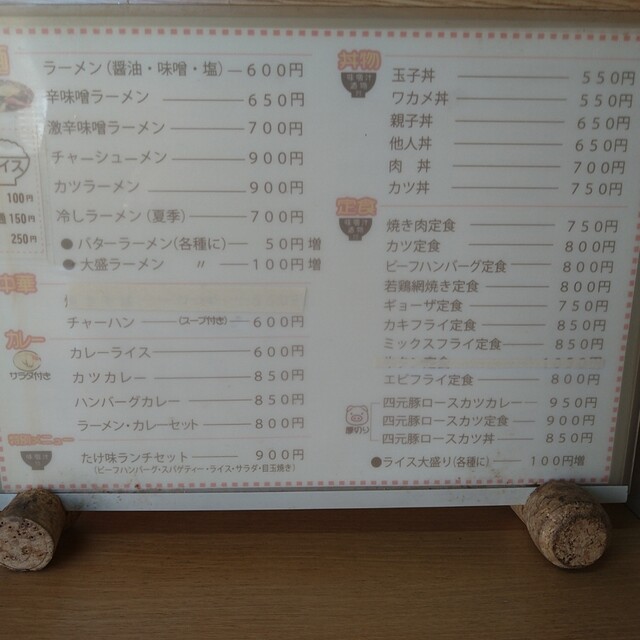 ラーメン(醤油・味噌・塩) 600円
辛味噌ラーメン 650円
激辛味噌ラーメン 700円
チャーシューメン 900円
カツラーメン 900円
冷しラーメン(夏季) 700円
●バターラーメン(各種に) 50円増
●大盛ラーメン 〃 100円増
イス
100円
150円
250円
中華
チャーハン (スープ付き) 600円
カレー
サラダ付き
カレーライス 600円
カツカレー 850円
ハンバーグカレー 850円
ラーメン・カレーセット 800円
メニュー
たけ味ランチセット 900円
(ビーフハンバーグ・スパゲティー・ライス・サラダ・目玉焼き)
丼物
玉子丼 550円
ワカメ丼 550円
親子丼 650円
他人丼 650円
肉丼 700円
カツ丼 750円
定食
焼き肉定食 750円
カツ定食 800円
ビーフハンバーグ定食 800円
若鶏網焼き定食 800円
ギョーザ定食 750円
カキフライ定食 850円
ミックスフライ定食 850円
エビフライ定食 800円
厚切り
四元豚ロースカツカレー 950円
四元豚ロースカツ定食 900円
四元豚ロースカツ丼 850円
●ライス大盛り(各種に) 100円増